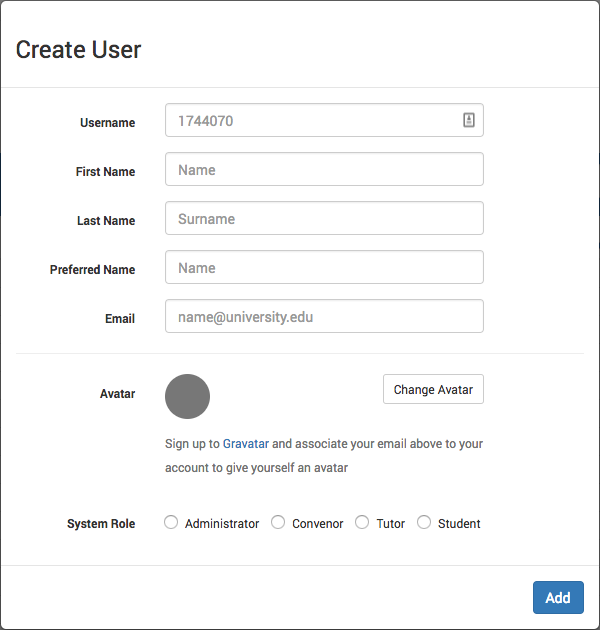 Create User
Username 1744070
First Name Name
Last Name Surname
Preferred Name Name
Email name@university.edu
Avatar Change Avatar
Sign up to Gravatar and associate your email above to your
account to give yourself an avatar
System Role Administrator Convenor Tutor Student
Add